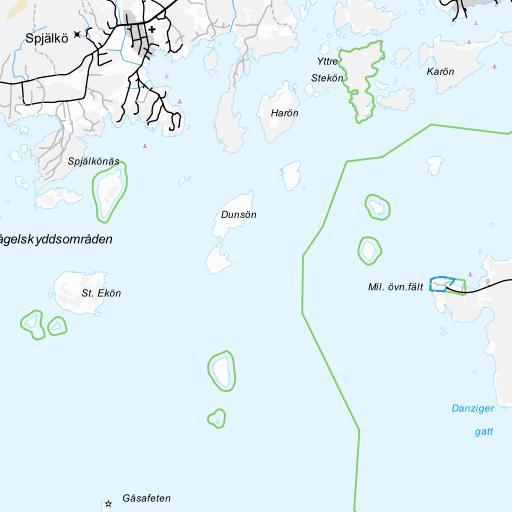 Spjälkö
Yttre
Stekön
Karön
Harön
Spjälkönäs
Dunsön
ågelskyddsområden
St. Ekön
Mil. övn.fält
Danziger
gatt
Gåsafeten